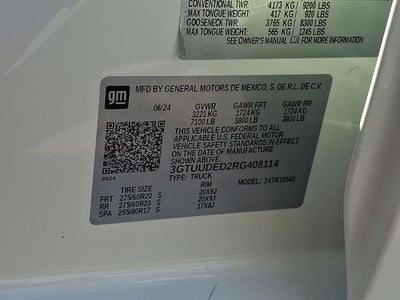 CONVENTIONAL TWR: 4173 KG/ 9200 LBS
MAX TONGUE WEIGHT: 417 KG/ 920 LBS
GOOSENECK TWR: 3765 KG/ 8300 LBS
MAX TONGUE WEIGHT: 565 KG/ 1245 LBS
SEE OWNER'S MANUAL FOR MORE INFORMATION.
gm
MFD BY GENERAL MOTORS DE MEXICO, S. DE R.L. DE C.V.
06/24 GVWR GAWR FRT GAWR RR
3221 KG 1724 KG 1724 KG
7100 LB 3800 LB 3800 LB
THIS VEHICLE CONFORMS TO ALL
APPLICABLE U.S. FEDERAL MOTOR
VEHICLE SAFETY STANDARDS IN EFFECT
ON THE DATE OF MANUFACTURE
SHOWN ABOVE.
3GTUUDED2RG408114
TYPE: TRUCK MODEL: 24TK10543
B624
TIRE SIZE RIM
FRT 275/60R20 S 20X9J
RR 275/60R20 S 20X9J
SPA 255/80R17 S 17X8J